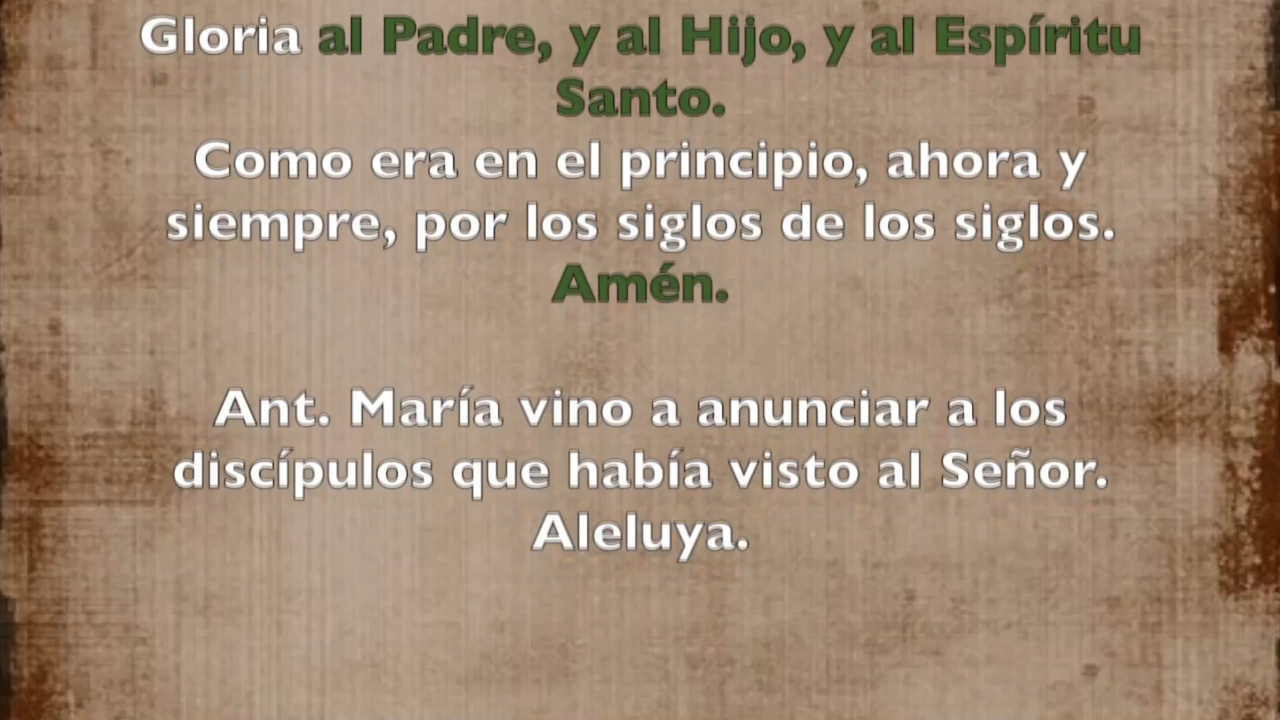 Gloria al Padre, y al Hijo, y al Espíritu
Santo.
Como era en el principio, ahora y
siempre, por los siglos de los siglos.
Amén.
Ant. María vino a anunciar a los
discípulos que había visto al Señor.
Aleluya.